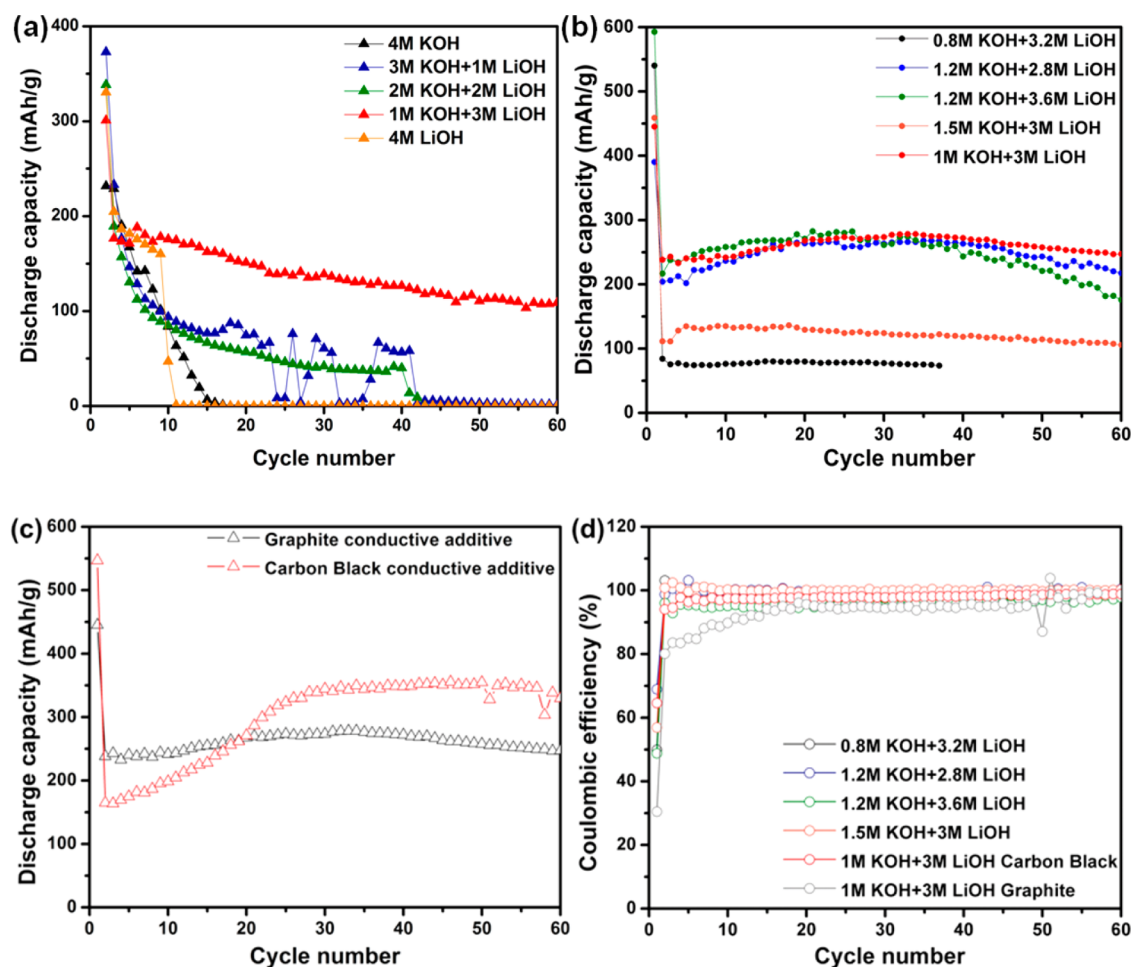 (a)
400
350
300
250
200
150
100
50
0
0 10 20 30 40 50 60
Discharge capacity (mAh/g)
Cycle number
4M KOH
3M KOH+1M LiOH
2M KOH+2M LiOH
1M KOH+3M LiOH
4M LiOH
(b)
600
500
400
300
200
100
0
0 10 20 30 40 50 60
Discharge capacity (mAh/g)
Cycle number
0.8M KOH+3.2M LiOH
1.2M KOH+2.8M LiOH
1.2M KOH+3.6M LiOH
1.5M KOH+3M LiOH
1M KOH+3M LiOH
(c)
600
500
400
300
200
100
0
0 10 20 30 40 50 60
Discharge capacity (mAh/g)
Cycle number
Graphite conductive additive
Carbon Black conductive additive
(d)
120
100
80
60
40
20
0
0 10 20 30 40 50 60
Coulombic efficiency (%)
Cycle number
0.8M KOH+3.2M LiOH
1.2M KOH+2.8M LiOH
1.2M KOH+3.6M LiOH
1.5M KOH+3M LiOH
1M KOH+3M LiOH Carbon Black
1M KOH+3M LiOH Graphite